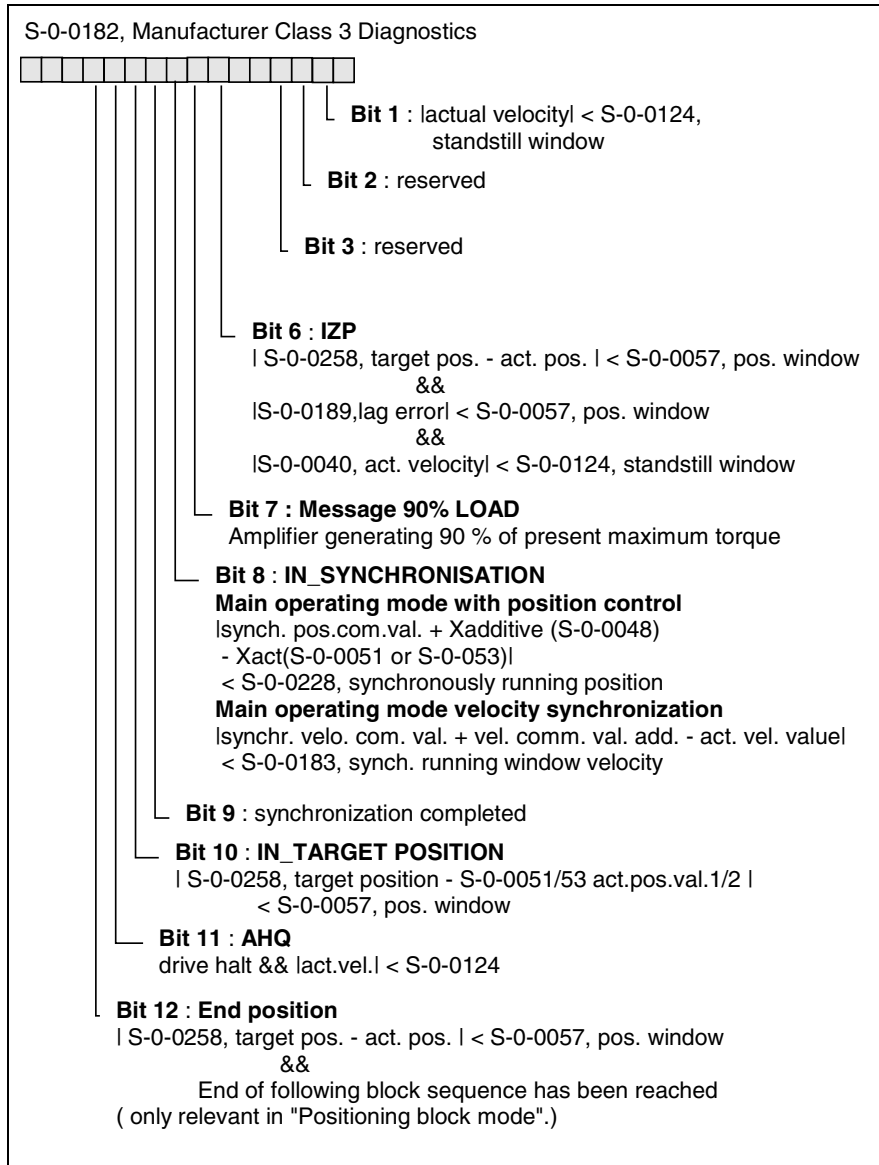 S-0-0182, Manufacturer Class 3 Diagnostics
Bit 1 : |actual velocity| < S-0-0124,
standstill window
Bit 2 : reserved
Bit 3 : reserved
Bit 6 : IZP
| S-0-0258, target pos. - act. pos. | < S-0-0057, pos. window
&&
|S-0-0189,lag error| < S-0-0057, pos. window
&&
|S-0-0040, act. velocity| < S-0-0124, standstill window
Bit 7 : Message 90% LOAD
Amplifier generating 90 % of present maximum torque
Bit 8 : IN_SYNCHRONISATION
Main operating mode with position control
|synch. pos.com.val. + Xadditive (S-0-0048)
- Xact(S-0-0051 or S-0-053)|
< S-0-0228, synchronously running position
Main operating mode velocity synchronization
|synchr. velo. com. val. + vel. comm. val. add. - act. vel. value|
< S-0-0183, synch. running window velocity
Bit 9 : synchronization completed
Bit 10 : IN_TARGET POSITION
| S-0-0258, target position - S-0-0051/53 act.pos.val.1/2 |
< S-0-0057, pos. window
Bit 11 : AHQ
drive halt && |act.vel.| < S-0-0124
Bit 12 : End position
| S-0-0258, target pos. - act. pos. | < S-0-0057, pos. window
&&
End of following block sequence has been reached
( only relevant in "Positioning block mode".)